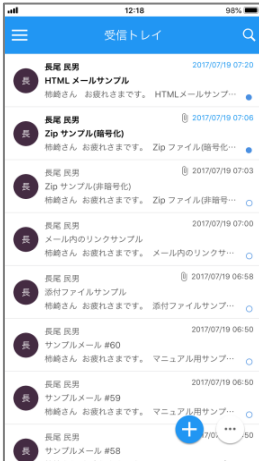 12:18
98%
受信トレイ
長尾 民男
2017/07/19 07:20
HTML メールサンプル
柿崎さん お疲れさまです。 HTMLメールサンプ…
長
長尾 民男
2017/07/19 07:06
Zip サンプル(暗号化)
柿崎さん お疲れさまです。 Zip ファイル(暗号化…
長
長尾 民男
2017/07/19 07:03
Zip サンプル(非暗号化)
柿崎さん お疲れさまです。 Zip ファイル(非暗号…
長
長尾 民男
2017/07/19 07:00
メール内のリンクサンプル
柿崎さん お疲れさまです。 メール内のリンクサ…
長
長尾 民男
2017/07/19 06:58
添付ファイルサンプル
柿崎さん お疲れさまです。 添付ファイルサンプ…
長
長尾 民男
2017/07/19 06:50
サンプルメール #60
柿崎さん お疲れさまです。 マニュアル用サンプ…
長
長尾 民男
2017/07/19 06:50
サンプルメール #59
柿崎さん お疲れさまです。 マニュアル用サンプ…
長
長尾 民男
サンプルメール #58
長